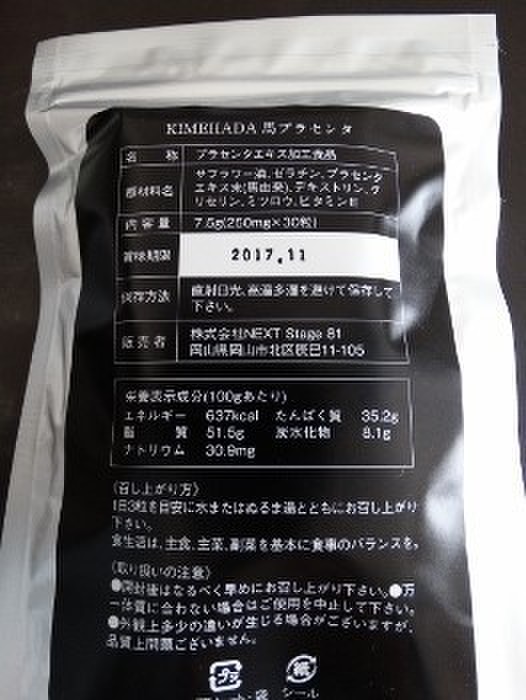 KIMEHADA 馬プラセンタ
名 称 プラセンタエキス加工食品
原材料名 サフラワー油、ゼラチン、プラセンタ
エキス末(馬由来)、デキストリン、グ
リセリン、ミツロウ、ビタミンE
内容量 7.5g(250mg×30粒)
賞味期限 2017.11
保存方法 直射日光、高温多湿を避けて保存して
下さい。
販売者 株式会社NEXT Stage 81
岡山県岡山市北区辰巳11-105
栄養表示成分(100gあたり)
エネルギー 637kcal たんぱく質 35.2g
脂 質 51.5g 炭水化物 8.1g
ナトリウム 30.9mg
〈召し上がり方〉
1日3粒を目安に水またはぬるま湯とともにお召し上がり
下さい。
食生活は、主食、主菜、副菜を基本に食事のバランスを。
〈取り扱いの注意〉
●開封後はなるべく早めにお召し上がり下さい。●万
一体質に合わない場合はご使用を中止して下さい。
●外観上多少の違いが生じる場合がございますが、
品質上問題ございません。
プラ
シール